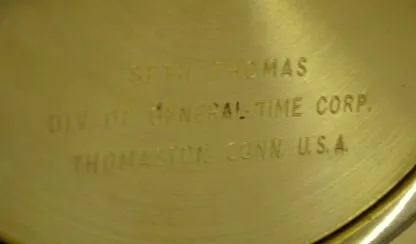 SETH THOMAS
DIV. OF GENERAL TIME CORP.
THOMASTON, CONN. U.S.A.